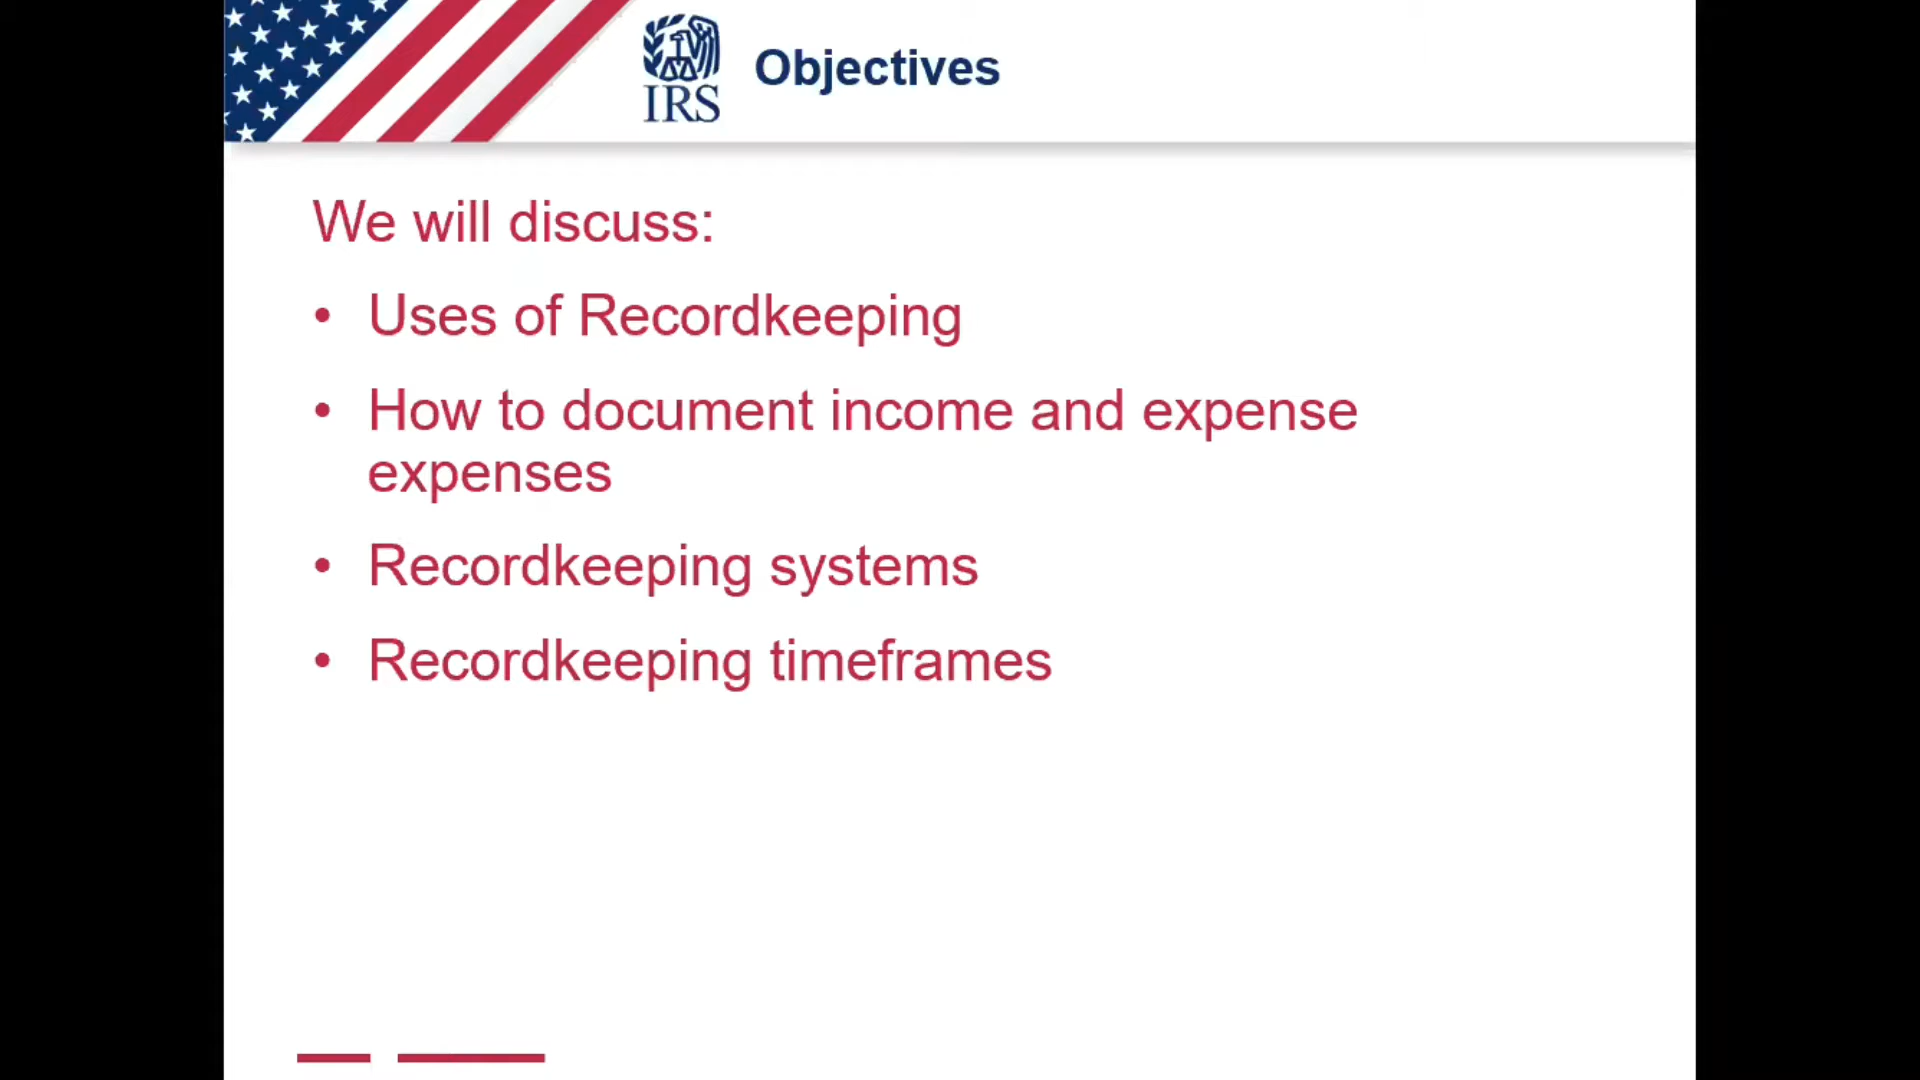 IRS
Objectives
We will discuss:
• Uses of Recordkeeping
• How to document income and expense
expenses
• Recordkeeping systems
• Recordkeeping timeframes